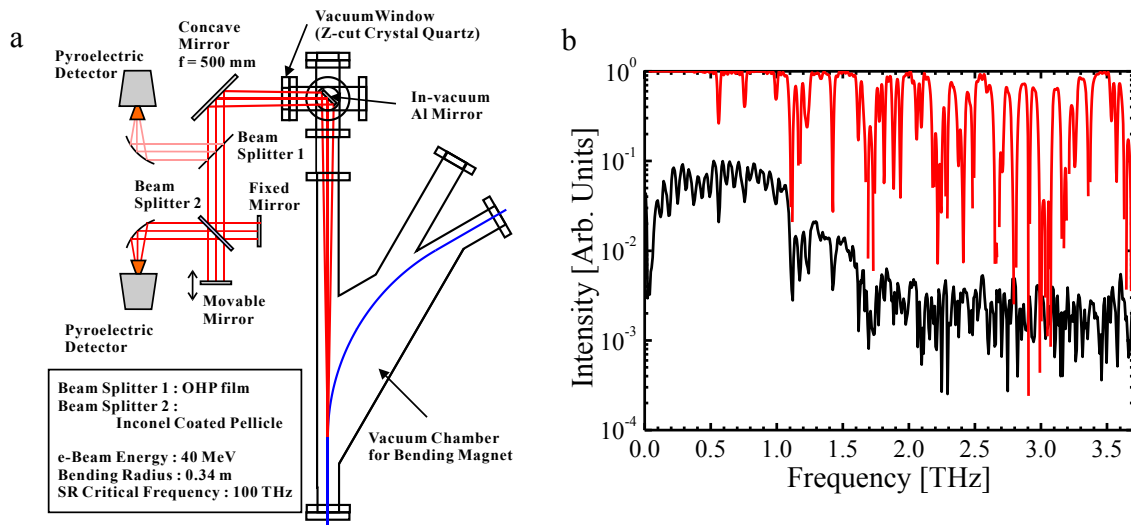 a
Vacuum Window
(Z-cut Crystal Quartz)
Concave
Mirror
f = 500 mm
Pyroelectric
Detector
In-vacuum
Al Mirror
Beam
Splitter 1
Beam
Splitter 2
Fixed
Mirror
Movable
Mirror
Pyroelectric
Detector
Beam Splitter 1 : OHP film
Beam Splitter 2 :
Inconel Coated Pellicle
e-Beam Energy : 40 MeV
Bending Radius : 0.34 m
SR Critical Frequency : 100 THz
Vacuum Chamber
for Bending Magnet
b
Intensity [Arb. Units]
10^0
10^-1
10^-2
10^-3
10^-4
0.0 0.5 1.0 1.5 2.0 2.5 3.0 3.5
Frequency [THz]